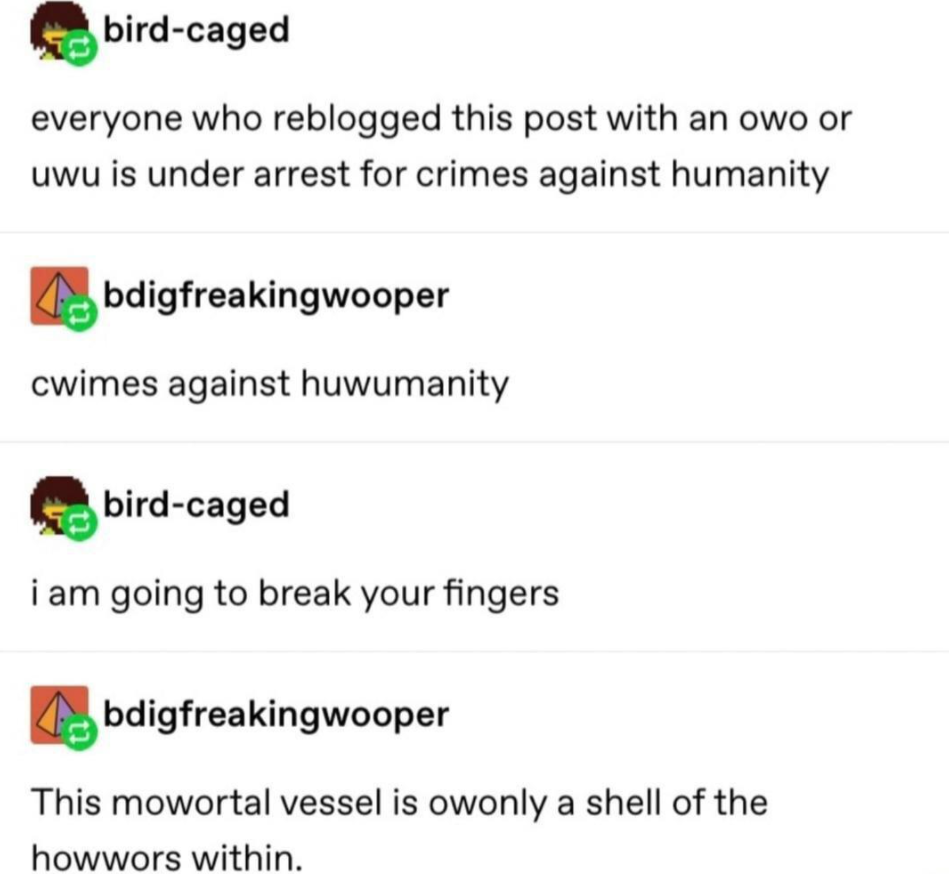 bird-caged
everyone who reblogged this post with an owo or
uwu is under arrest for crimes against humanity
bdigfreakingwooper
cwimes against huwumanity
bird-caged
i am going to break your fingers
bdigfreakingwooper
This mowortal vessel is owonly a shell of the
howwors within.